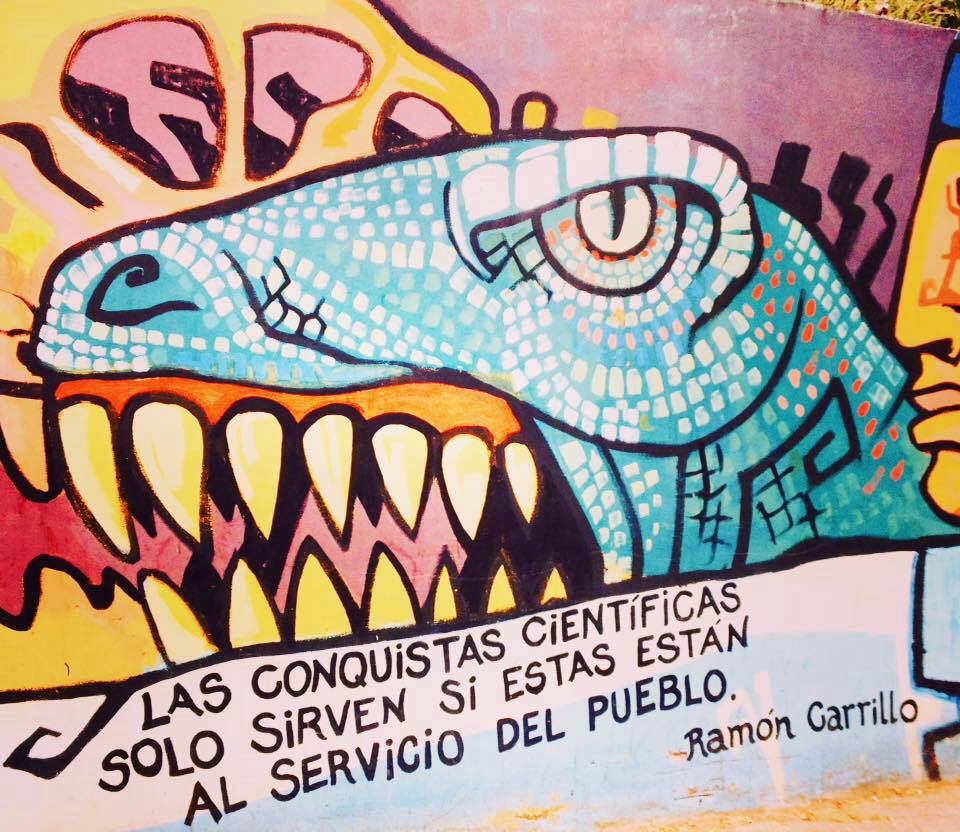 LAS CONQUISTAS CIENTÍFICAS
SOLO SIRVEN SI ESTAS ESTÁN
AL SERVICIO DEL PUEBLO.
Ramón Carrillo